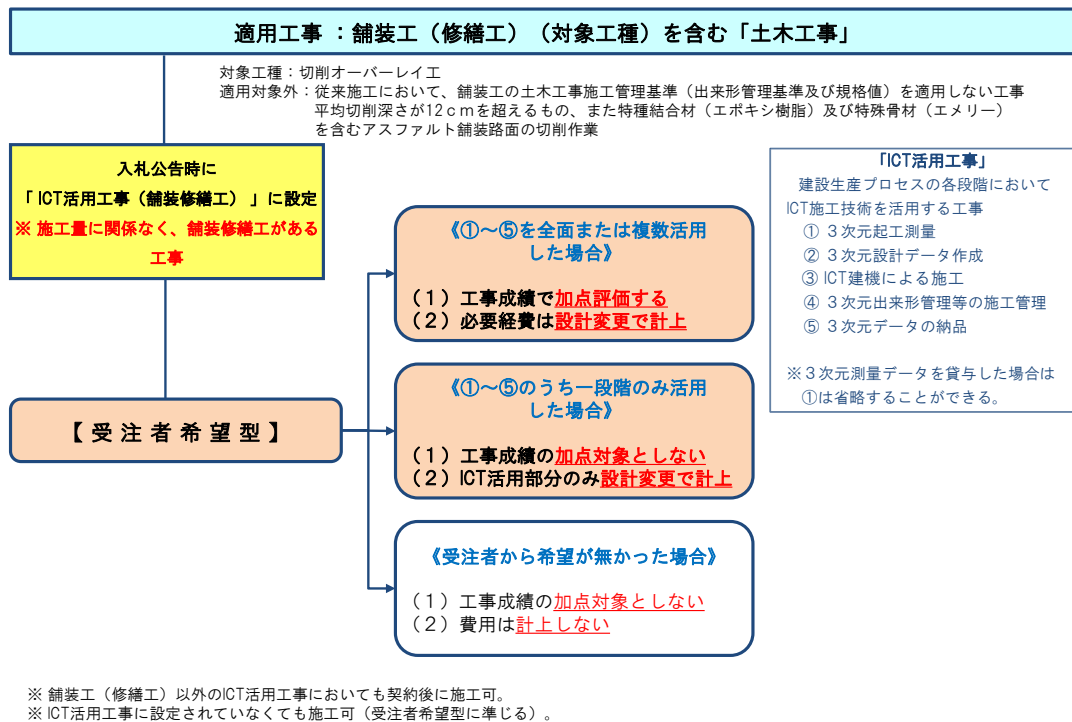 適用工事 ：舗装工（修繕工）（対象工種）を含む「土木工事」
対象工種：切削オーバーレイ工
適用対象外：従来施工において、舗装工の土木工事施工管理基準（出来形管理基準及び規格値）を適用しない工事
平均切削深さが12ｃｍを超えるもの、また特種結合材（エポキシ樹脂）及び特殊骨材（エメリー）
を含むアスファルト舗装路面の切削作業
入札公告時に
「 ICT活用工事（舗装修繕工） 」に設定
※ 施工量に関係なく、舗装修繕工がある
工事
【 受 注 者 希 望 型 】
《①～⑤を全面または複数活用
した場合》
（１）工事成績で加点評価する
（２）必要経費は設計変更で計上
《①～⑤のうち一段階のみ活用
した場合》
（１）工事成績の加点対象としない
（２）ICT活用部分のみ設計変更で計上
《受注者から希望が無かった場合》
（１）工事成績の加点対象としない
（２）費用は計上しない
「ICT活用工事」
建設生産プロセスの各段階において
ICT施工技術を活用する工事
① ３次元起工測量
② ３次元設計データ作成
③ ICT建機による施工
④ ３次元出来形管理等の施工管理
⑤ ３次元データの納品
※３次元測量データを貸与した場合は
①は省略することができる。
※ 舗装工（修繕工）以外のICT活用工事においても契約後に施工可。
※ ICT活用工事に設定されていなくても施工可（受注者希望型に準じる）。